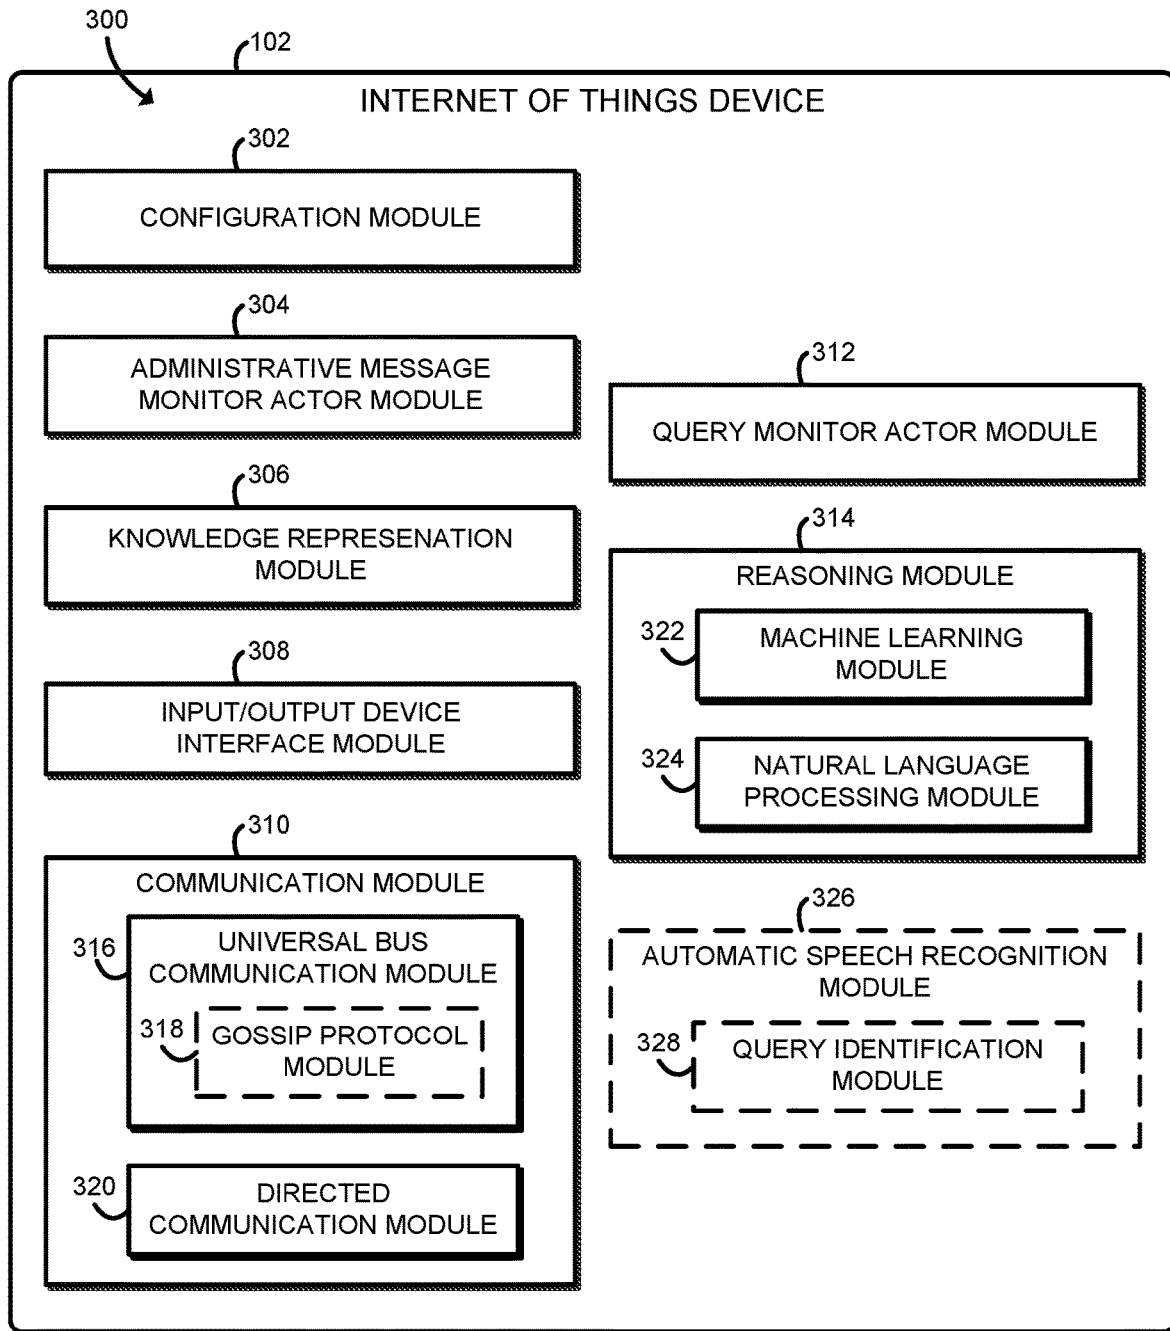 300
102
INTERNET OF THINGS DEVICE
302
CONFIGURATION MODULE
304
ADMINISTRATIVE MESSAGE
MONITOR ACTOR MODULE
306
KNOWLEDGE REPRESENATION
MODULE
308
INPUT/OUTPUT DEVICE
INTERFACE MODULE
310
COMMUNICATION MODULE
316
UNIVERSAL BUS
COMMUNICATION MODULE
318
GOSSIP PROTOCOL
MODULE
320
DIRECTED
COMMUNICATION MODULE
312
QUERY MONITOR ACTOR MODULE
314
REASONING MODULE
322
MACHINE LEARNING
MODULE
324
NATURAL LANGUAGE
PROCESSING MODULE
326
AUTOMATIC SPEECH RECOGNITION
MODULE
328
QUERY IDENTIFICATION
MODULE